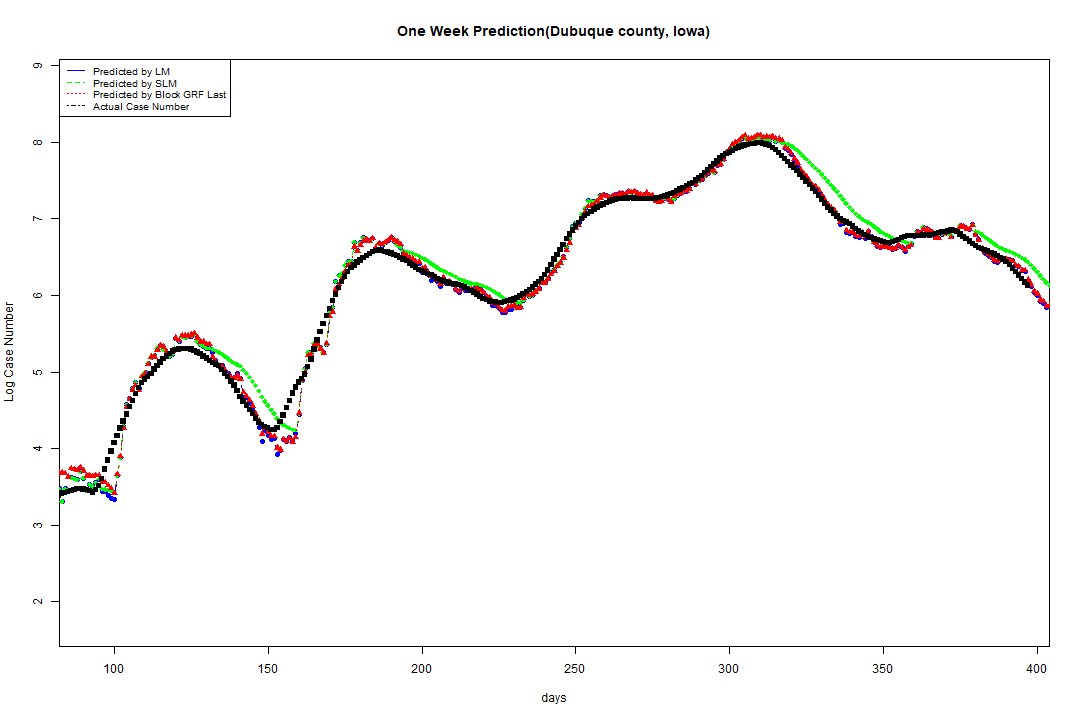 One Week Prediction(Dubuque county, Iowa)
Predicted by LM
Predicted by SLM
Predicted by Block GRF Last
Actual Case Number
Log Case Number
9
8
7
6
5
4
3
2
100 150 200 250 300 350 400
days